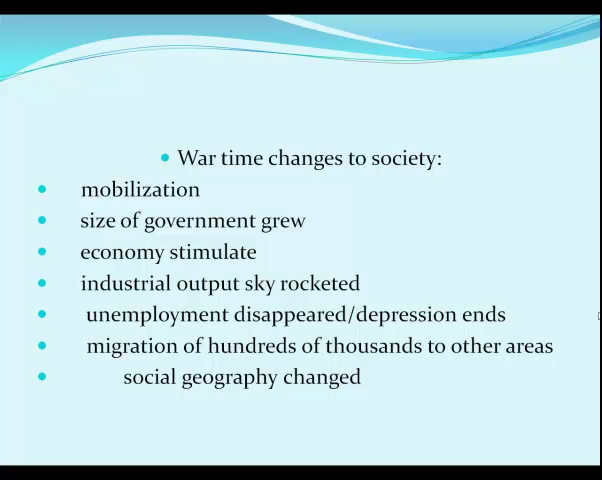 • War time changes to society:
• mobilization
• size of government grew
• economy stimulate
• industrial output sky rocketed
• unemployment disappeared/depression ends
• migration of hundreds of thousands to other areas
• social geography changed